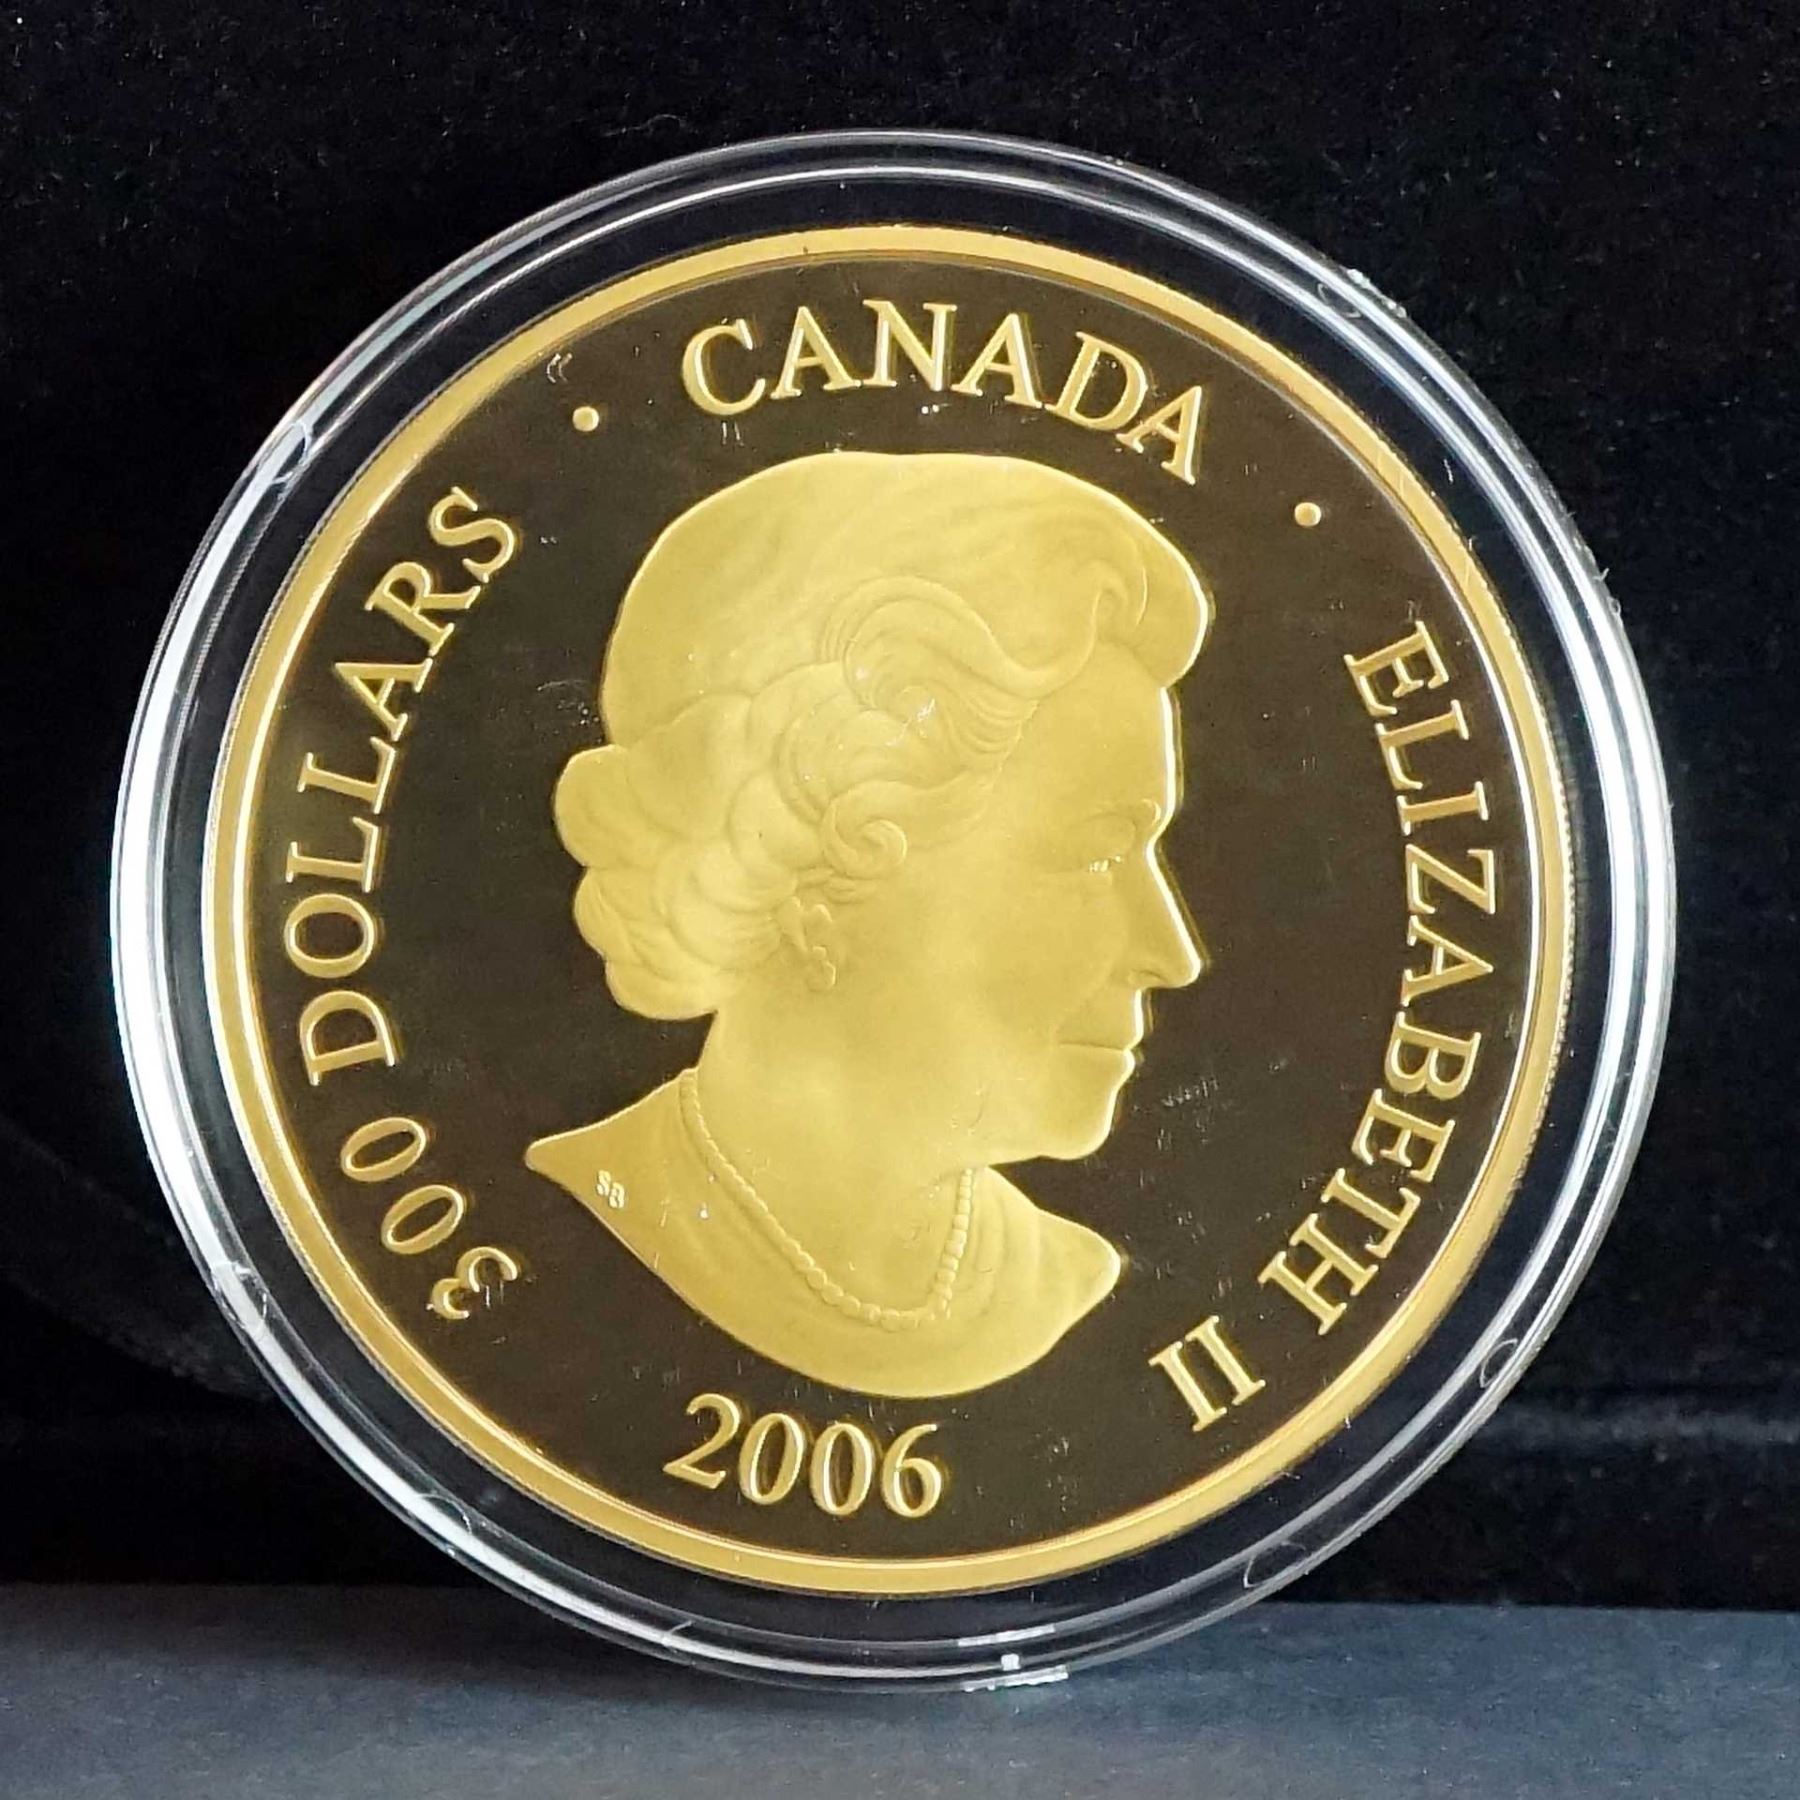 300 DOLLARS • CANADA • ELIZABETH II
2006
SB